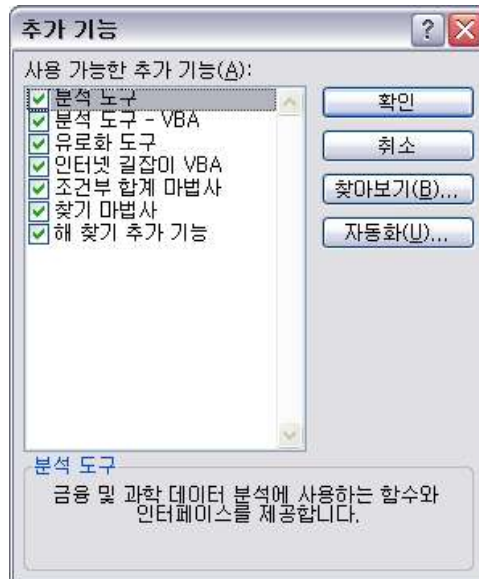 추가 기능
사용 가능한 추가 기능(A):
분석 도구
분석 도구 - VBA
유로화 도구
인터넷 길잡이 VBA
조건부 합계 마법사
찾기 마법사
해 찾기 추가 기능
확인
취소
찾아보기(B)...
자동화(U)...
분석 도구
금융 및 과학 데이터 분석에 사용하는 함수와
인터페이스를 제공합니다.